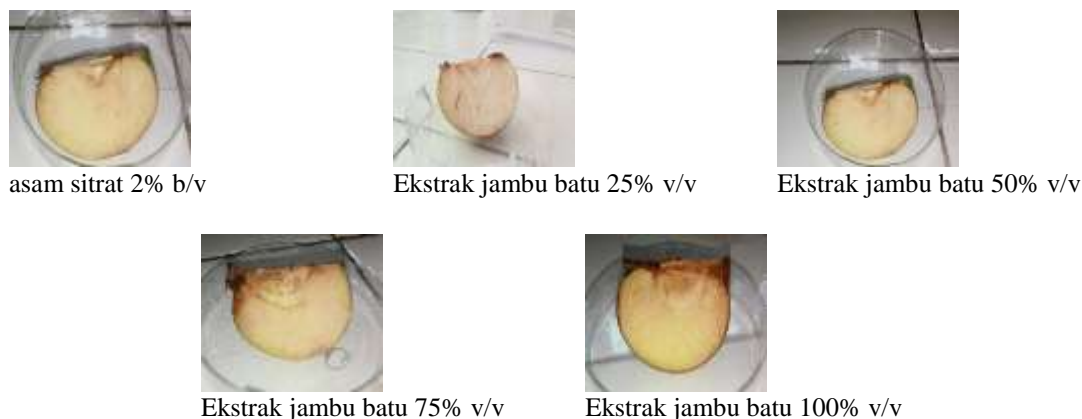 asam sitrat 2% b/v
Ekstrak jambu batu 25% v/v
Ekstrak jambu batu 50% v/v
Ekstrak jambu batu 75% v/v
Ekstrak jambu batu 100% v/v